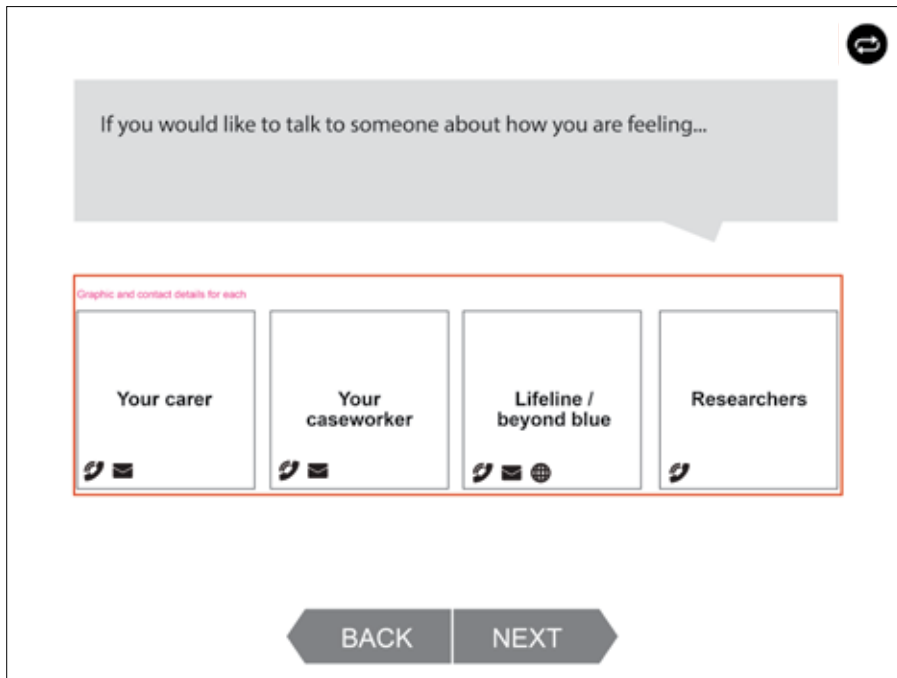 If you would like to talk to someone about how you are feeling...
Graphic and contact details for each
Your carer
Your
caseworker
Lifeline /
beyond blue
Researchers
BACK
NEXT